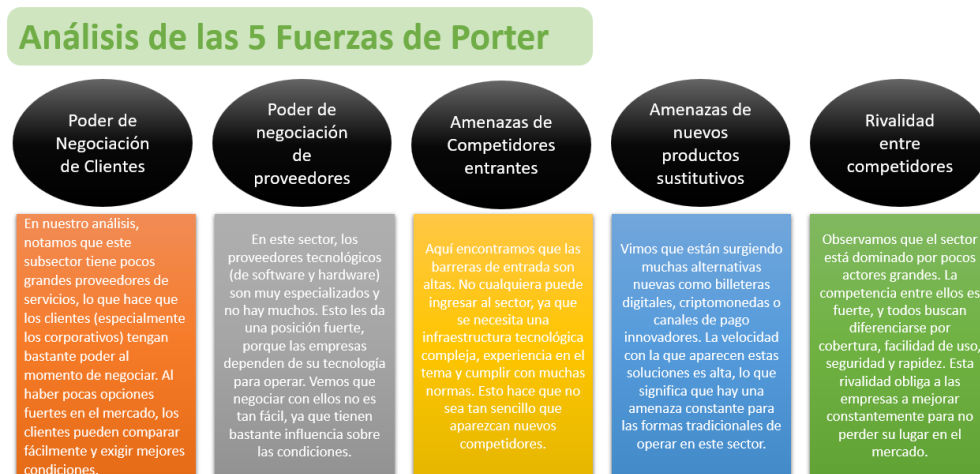 Análisis de las 5 Fuerzas de Porter
Poder de
Negociación
de Clientes
En nuestro análisis,
notamos que este
subsector tiene pocos
grandes proveedores de
servicios, lo que hace que
los clientes (especialmente
los corporativos) tengan
bastante poder al
momento de negociar. Al
haber pocas opciones
fuertes en el mercado, los
clientes pueden comparar
fácilmente y exigir mejores
condiciones.
Poder de
negociación
de
proveedores
En este sector, los
proveedores tecnológicos
(de software y hardware)
son muy especializados y
no hay muchos. Esto les da
una posición fuerte,
porque las empresas
dependen de su tecnología
para operar. Vemos que
negociar con ellos no es
tan fácil, ya que tienen
bastante influencia sobre
las condiciones.
Amenazas de
Competidores
entrantes
Aquí encontramos que las
barreras de entrada son
altas. No cualquiera puede
ingresar al sector, ya que
se necesita una
infraestructura tecnológica
compleja, experiencia en el
tema y cumplir con muchas
normas. Esto hace que no
sea tan sencillo que
aparezcan nuevos
competidores.
Amenazas de
nuevos
productos
sustitutivos
Vimos que están surgiendo
muchas alternativas
nuevas como billeteras
digitales, criptomonedas o
canales de pago
innovadores. La velocidad
con la que aparecen estas
soluciones es alta, lo que
significa que hay una
amenaza constante para
las formas tradicionales de
operar en este sector.
Rivalidad
entre
competidores
Observamos que el sector
está dominado por pocos
actores grandes. La
competencia entre ellos es
fuerte, y todos buscan
diferenciarse por
cobertura, facilidad de uso,
seguridad y rapidez. Esta
rivalidad obliga a las
empresas a mejorar
constantemente para no
perder su lugar en el
mercado.